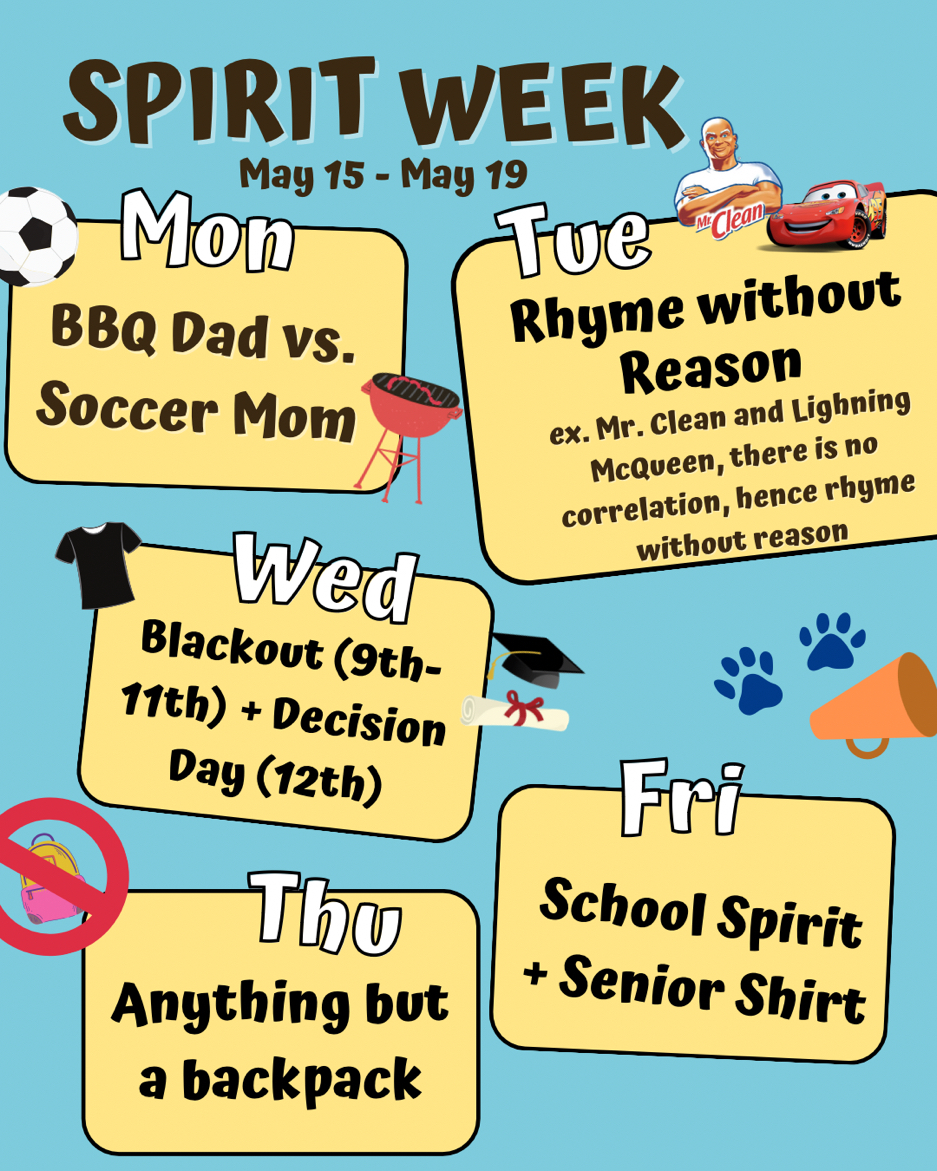 SPIRIT WEEK
May 15 - May 19
Mon
BBQ Dad vs.
Soccer Mom
Tue
Mr. Clean
Rhyme without
Reason
ex. Mr. Clean and Lighning
McQueen, there is no
correlation, hence rhyme
without reason
Wed
Blackout (9th-
11th) + Decision
Day (12th)
Thu
Anything but
a backpack
Fri
School Spirit
+ Senior Shirt